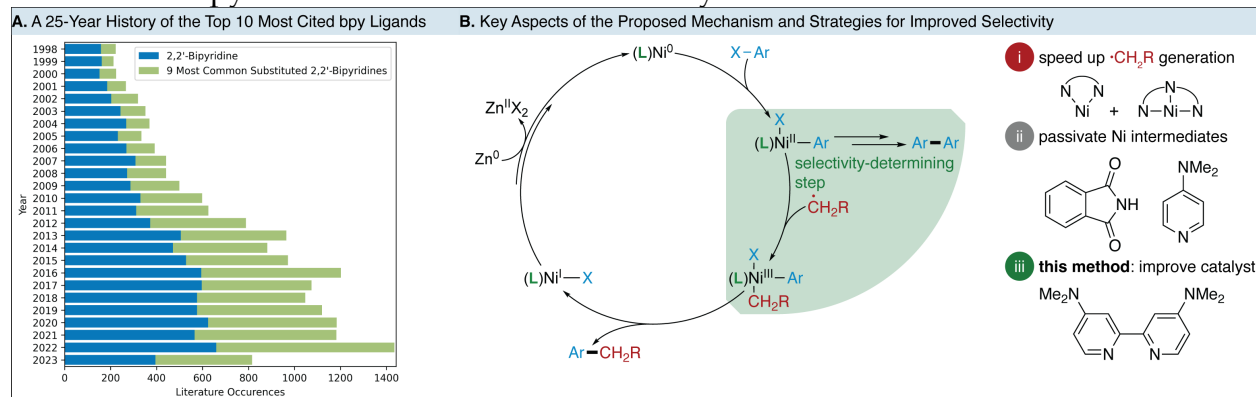 A. A 25-Year History of the Top 10 Most Cited bpy Ligands
1998
1999
2000
2001
2002
2003
2004
2005
2006
2007
2008
2009
2010
2011
2012
2013
2014
2015
2016
2017
2018
2019
2020
2021
2022
2023
Year
2,2'-Bipyridine
9 Most Common Substituted 2,2'-Bipyridines
0 200 400 600 800 1000 1200 1400
Literature Occurences
B. Key Aspects of the Proposed Mechanism and Strategies for Improved Selectivity
(L)Ni⁰
X–Ar
ZnᴵᴵX₂
Zn⁰
X
(L)Niᴵᴵ—Ar
Ar–Ar
selectivity-determining
step
·CH₂R
X
(L)Niᴵᴵᴵ—Ar
CH₂R
(L)Niᴵ—X
Ar–CH₂R
i speed up ·CH₂R generation
N N
Ni
+
N
N—Ni—N
ii passivate Ni intermediates
O
NH
O
NMe₂
N
iii this method: improve catalyst
Me₂N NMe₂
N N